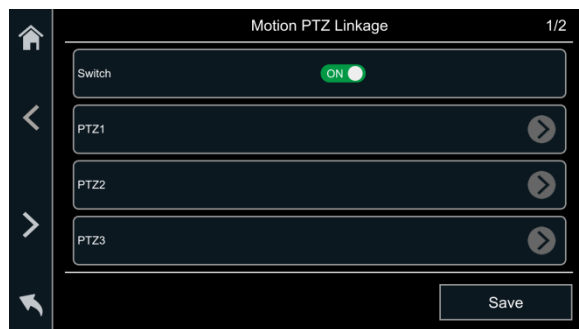 Motion PTZ Linkage 1/2
Switch ON
PTZ1
PTZ2
PTZ3
Save